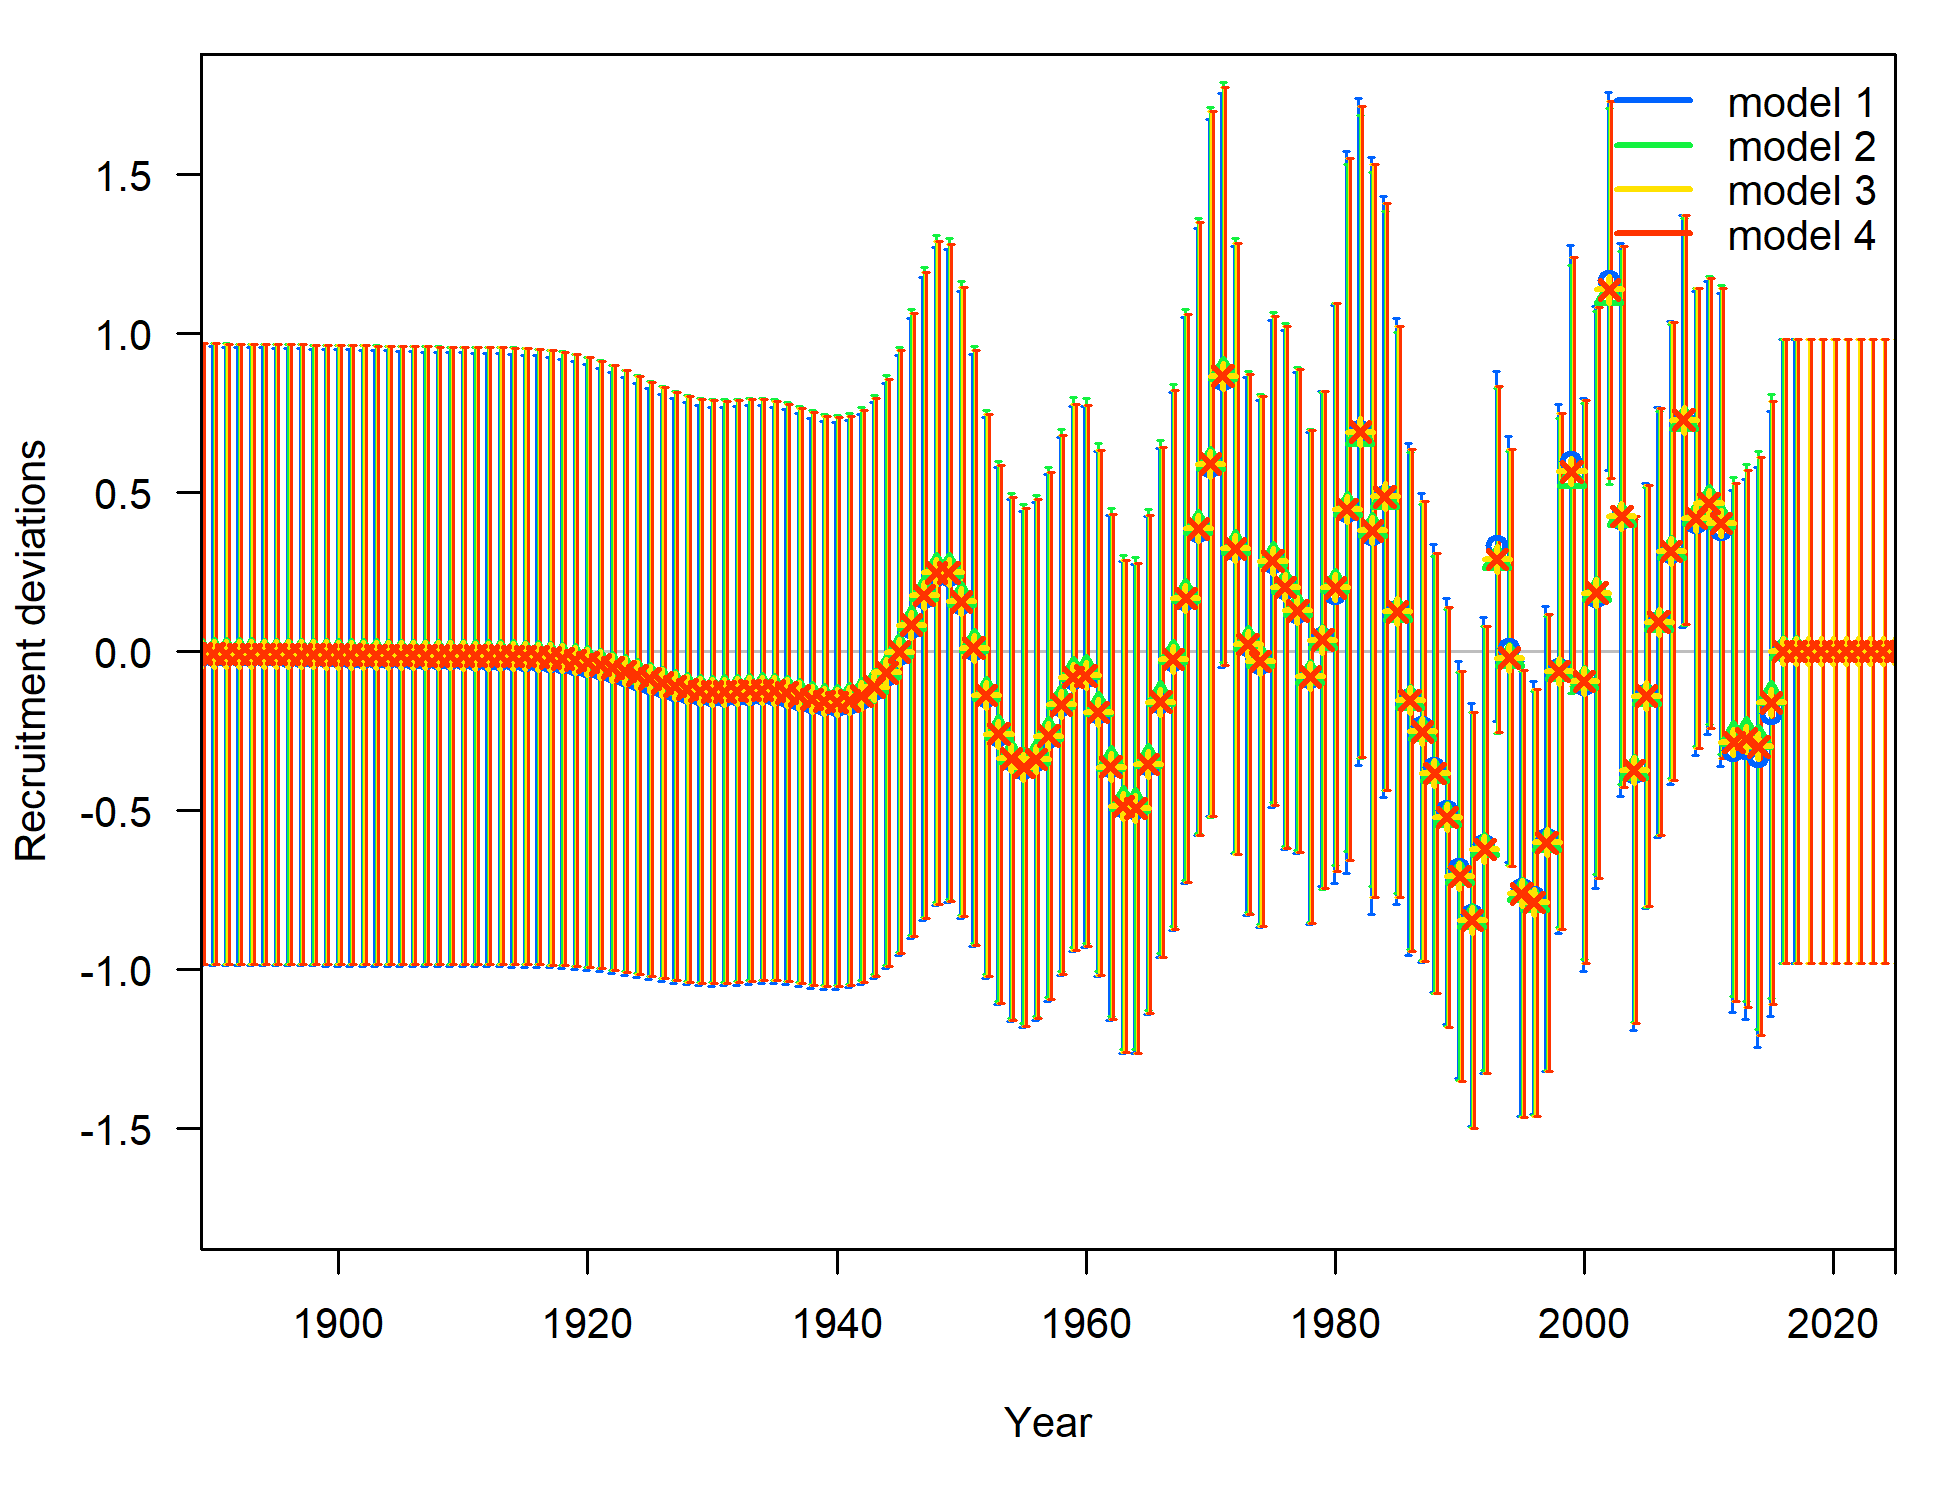 model 1
model 2
model 3
model 4
1.5
1.0
0.5
0.0
-0.5
-1.0
-1.5
Recruitment deviations
1900 1920 1940 1960 1980 2000 2020
Year